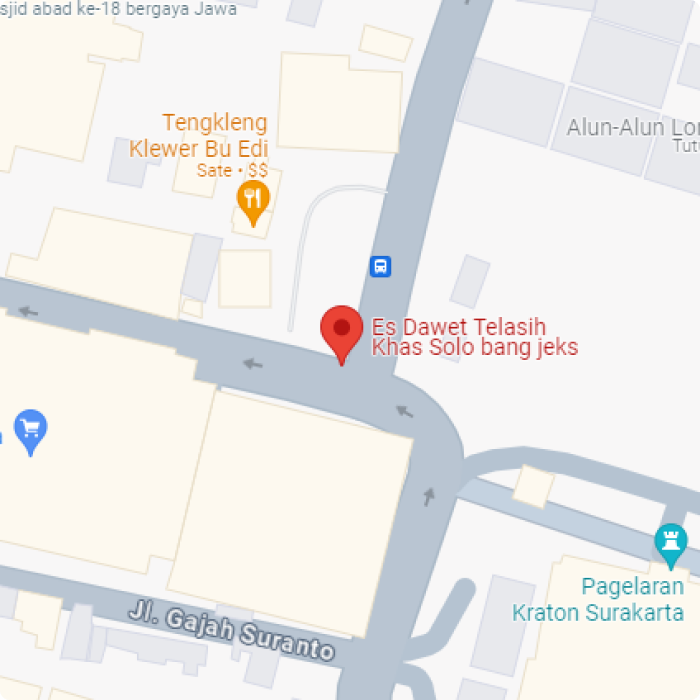 sjid abad ke-18 bergaya Jawa
Tengkleng
Klewer Bu Edi
Sate • $$
Alun-Alun Lor
Tutu
Es Dawet Telasih
Khas Solo bang jeks
Pagelaran
Kraton Surakarta
Jl. Gajah Suranto